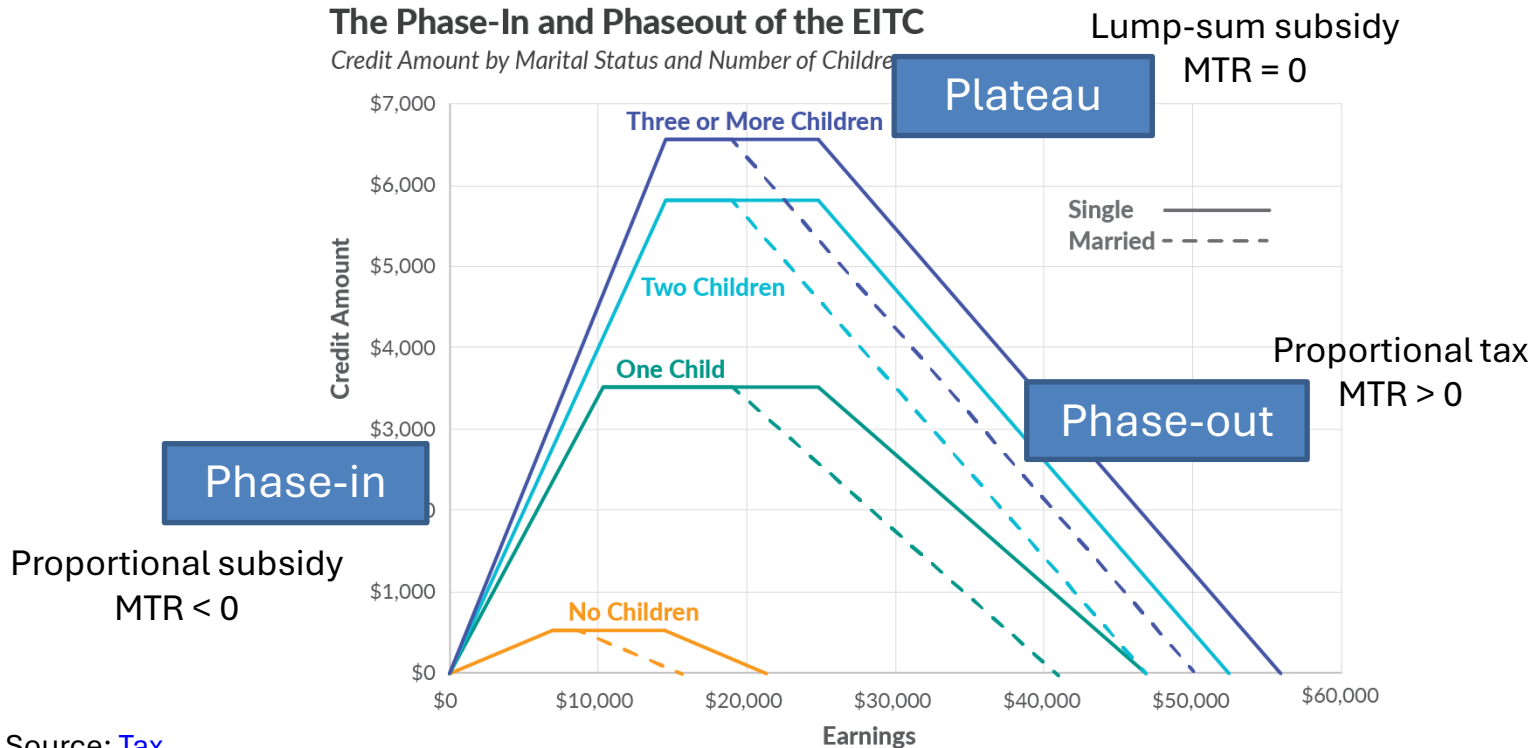 The Phase-In and Phaseout of the EITC
Credit Amount by Marital Status and Number of
Lump-sum subsidy
MTR = 0
Plateau
$7,000
Three or More Children
$6,000
Single
Married
$5,000
Two Children
Credit Amount
$4,000
Proportional tax
MTR > 0
One Child
Phase-out
$3,000
Phase-in
Proportional subsidy
MTR < 0
$1,000
No Children
$0
$0
$10,000
$20,000
$30,000
$40,000
$50,000
$60,000
Earnings
Source: Tax